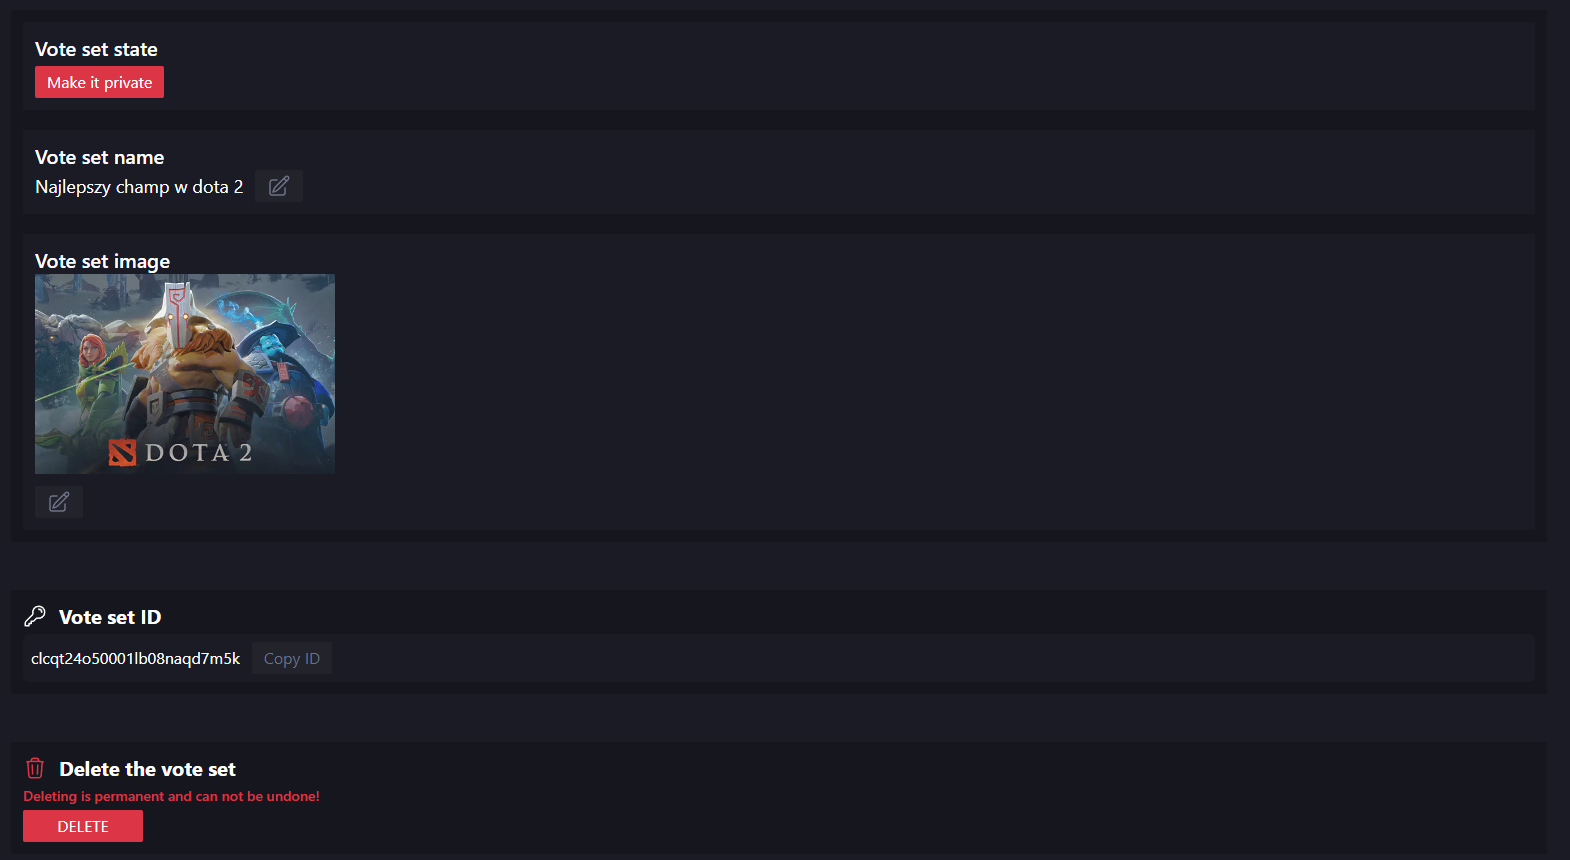 Vote set state
Make it private
Vote set name
Najlepszy champ w dota 2
Vote set image
DOTA 2
Vote set ID
clcqt24o50001lb08naqd7m5k Copy ID
Delete the vote set
Deleting is permanent and can not be undone!
DELETE